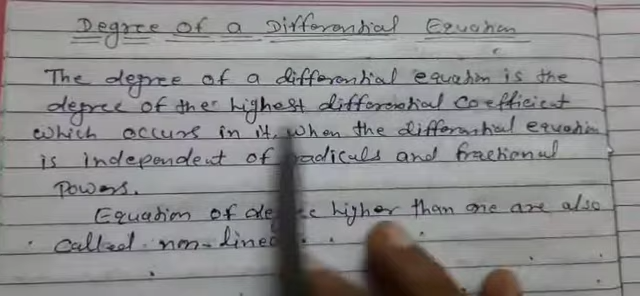 Degree of a Differential Equation
The degree of a differential equation is the
degree of the highest differential coefficient
which occurs in it, when the differential equation
is independent of radicals and fractional
Powers.
Equation of degree higher than one are also
called non-linear.